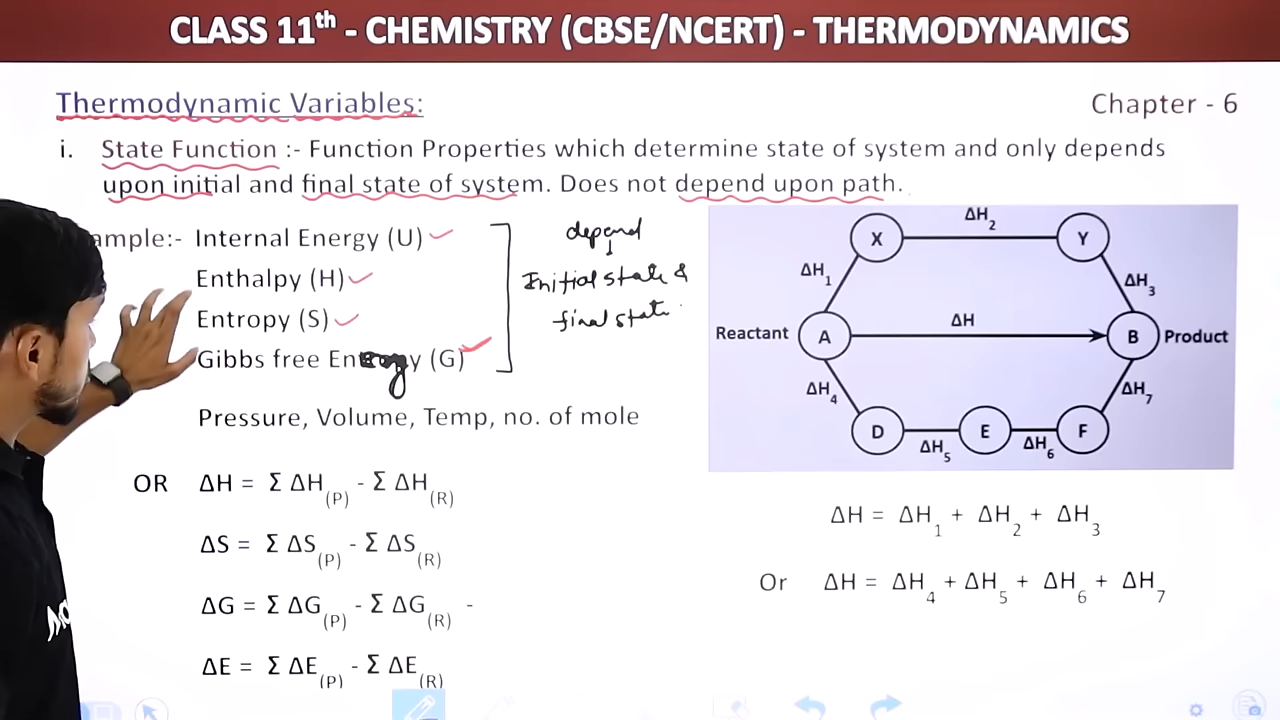 CLASS 11th - CHEMISTRY (CBSE/NCERT) - THERMODYNAMICS
Thermodynamic Variables:
Chapter - 6
i. State Function :- Function Properties which determine state of system and only depends
upon initial and final state of system. Does not depend upon path.
ample:- Internal Energy (U)
Enthalpy (H)
Entropy (S)
Gibbs free Energy (G)
depend
Initial state &
final state
Pressure, Volume, Temp, no. of mole
OR ΔH = Σ ΔH(P) - Σ ΔH(R)
ΔS = Σ ΔS(P) - Σ ΔS(R)
ΔG = Σ ΔG(P) - Σ ΔG(R) -
ΔE = Σ ΔE(P) - Σ ΔE(R)
ΔH2
X Y
ΔH1 ΔH3
ΔH
Reactant A B Product
ΔH4 ΔH7
D E F
ΔH5 ΔH6
ΔH = ΔH1 + ΔH2 + ΔH3
Or ΔH = ΔH4 + ΔH5 + ΔH6 + ΔH7